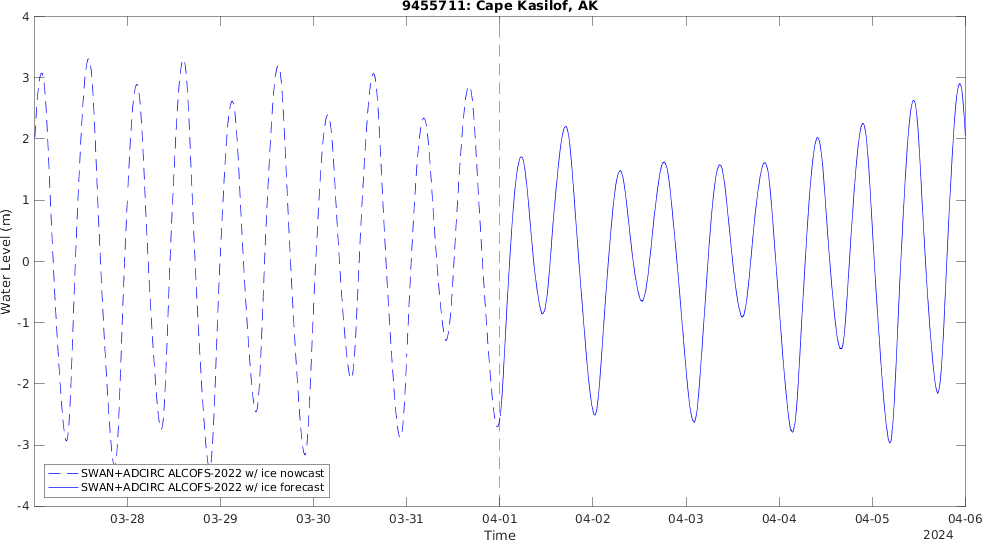 9455711: Cape Kasilof, AK
4
3
2
1
0
-1
-2
-3
-4
Water Level (m)
SWAN+ADCIRC ALCOFS-2022 w/ ice nowcast
SWAN+ADCIRC ALCOFS-2022 w/ ice forecast
03-28 03-29 03-30 03-31 04-01 04-02 04-03 04-04 04-05 04-06
Time
2024